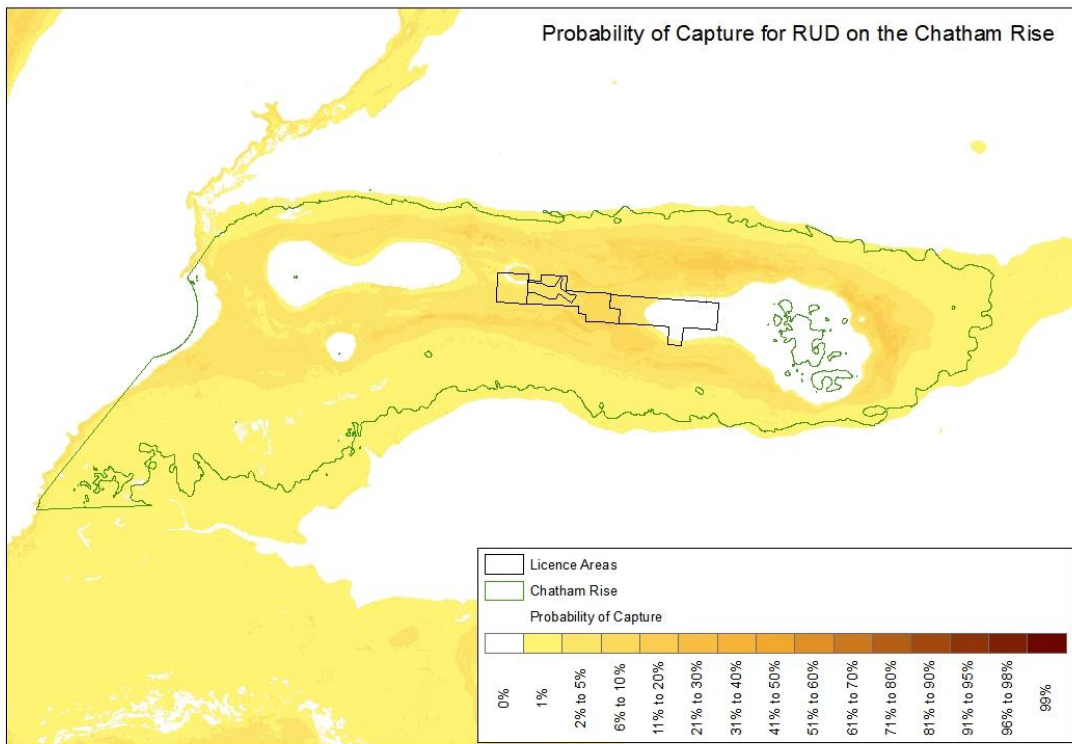 Probability of Capture for RUD on the Chatham Rise
Licence Areas
Chatham Rise
Probability of Capture
0%
1%
2% to 5%
6% to 10%
11% to 20%
21% to 30%
31% to 40%
41% to 50%
51% to 60%
61% to 70%
71% to 80%
81% to 90%
91% to 95%
96% to 98%
99%